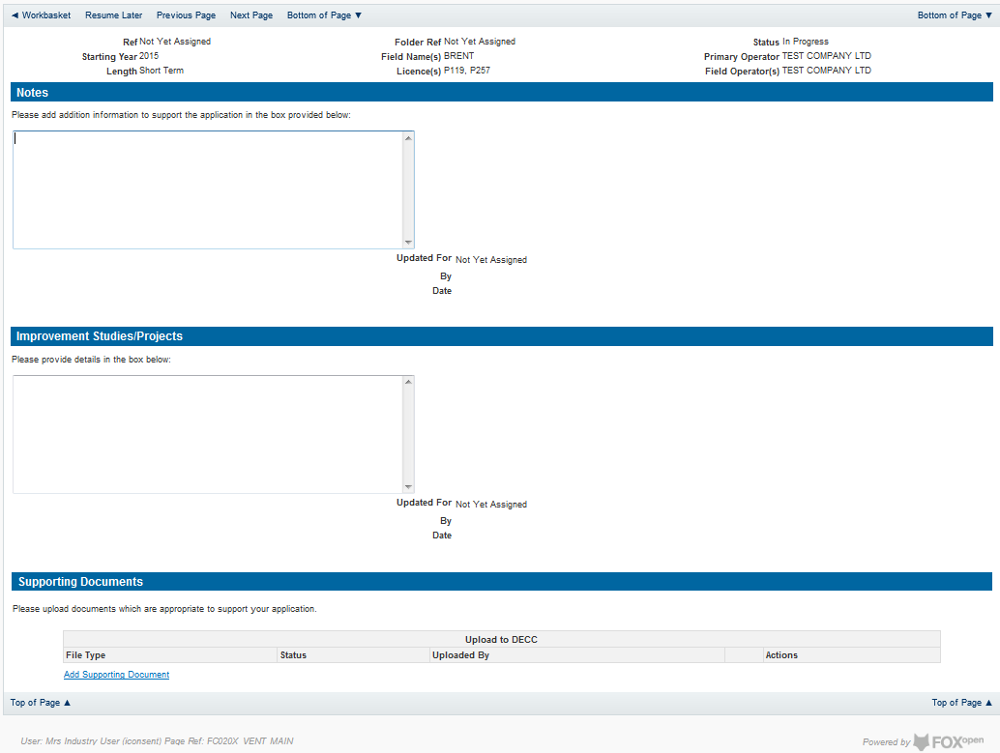 ◄ Workbasket Resume Later Previous Page Next Page Bottom of Page ▼ Bottom of Page ▼
Ref Not Yet Assigned Folder Ref Not Yet Assigned Status In Progress
Starting Year 2015 Field Name(s) BRENT Primary Operator TEST COMPANY LTD
Length Short Term Licence(s) P119, P257 Field Operator(s) TEST COMPANY LTD
Notes
Please add addition information to support the application in the box provided below:
Updated For Not Yet Assigned
By
Date
Improvement Studies/Projects
Please provide details in the box below:
Updated For Not Yet Assigned
By
Date
Supporting Documents
Please upload documents which are appropriate to support your application.
Upload to DECC
File Type Status Uploaded By Actions
Add Supporting Document
Top of Page ▲ Top of Page ▲
User: Mrs Industry User (iconsent) Page Ref: FC020X_VENT_MAIN Powered by FOXopen